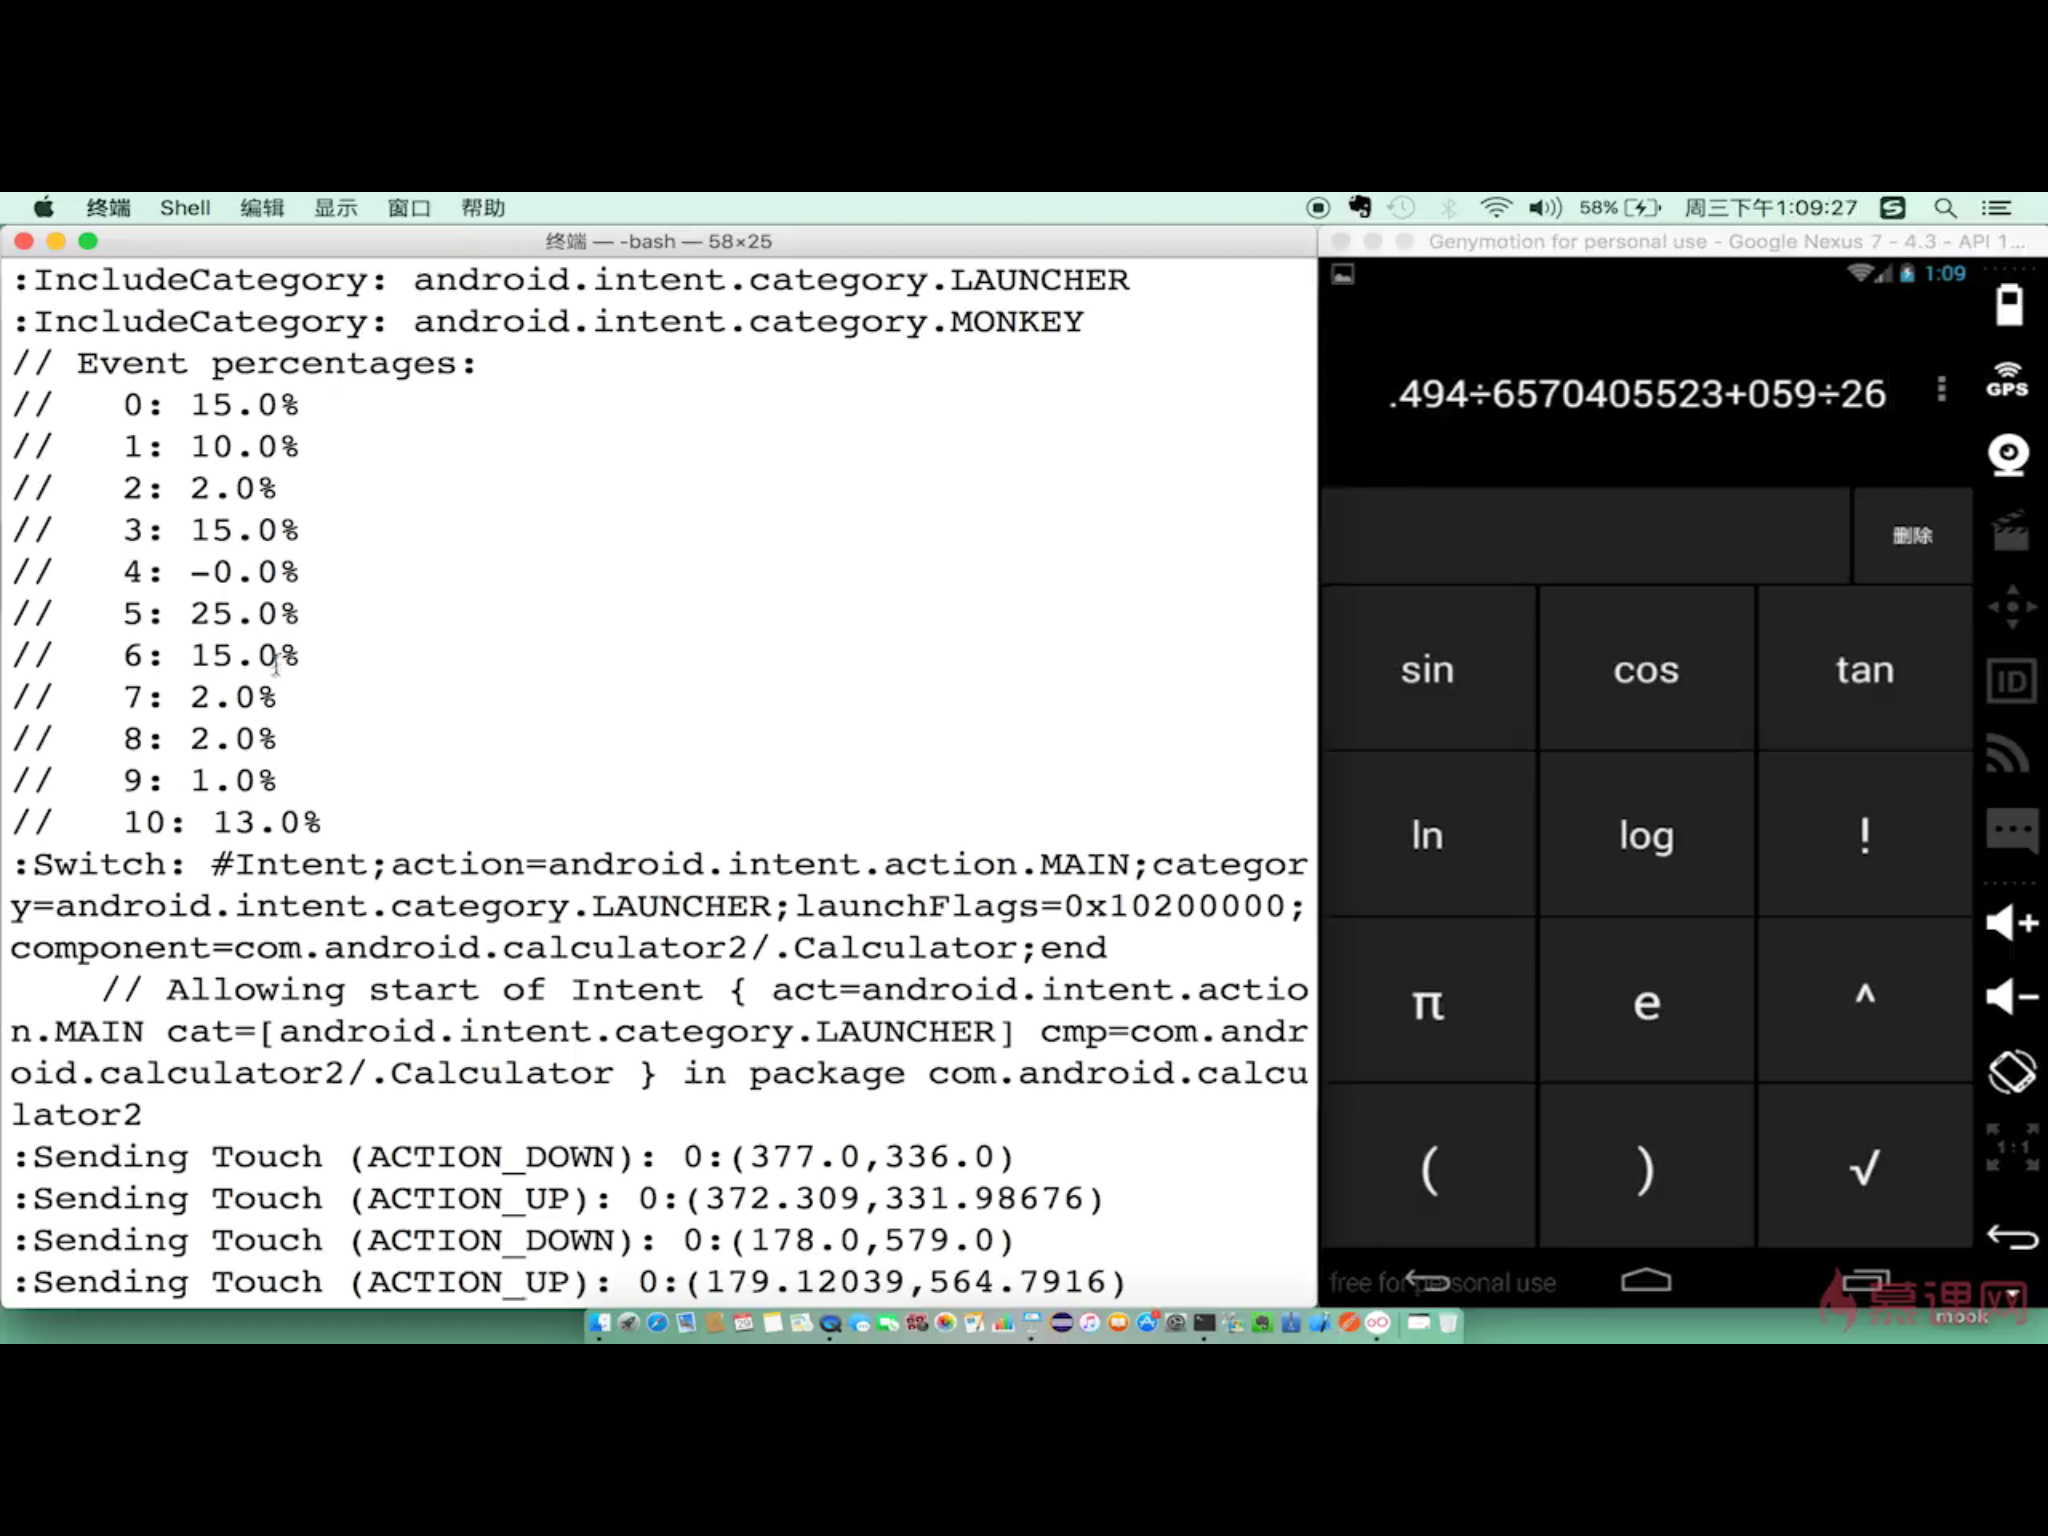 终端 Shell 编辑 显示 窗口 帮助 58% 周三下午1:09:27
终端 — -bash — 58×25
:IncludeCategory: android.intent.category.LAUNCHER
:IncludeCategory: android.intent.category.MONKEY
// Event percentages:
// 0: 15.0%
// 1: 10.0%
// 2: 2.0%
// 3: 15.0%
// 4: -0.0%
// 5: 25.0%
// 6: 15.0%
// 7: 2.0%
// 8: 2.0%
// 9: 1.0%
// 10: 13.0%
:Switch: #Intent;action=android.intent.action.MAIN;categor
y=android.intent.category.LAUNCHER;launchFlags=0x10200000;
component=com.android.calculator2/.Calculator;end
// Allowing start of Intent { act=android.intent.actio
n.MAIN cat=[android.intent.category.LAUNCHER] cmp=com.andr
oid.calculator2/.Calculator } in package com.android.calcu
lator2
:Sending Touch (ACTION_DOWN): 0:(377.0,336.0)
:Sending Touch (ACTION_UP): 0:(372.309,331.98676)
:Sending Touch (ACTION_DOWN): 0:(178.0,579.0)
:Sending Touch (ACTION_UP): 0:(179.12039,564.7916)
Genymotion for personal use - Google Nexus 7 - 4.3 - API 1...
1:09
GPS
.494÷6570405523+059÷26
删除
sin cos tan
ID
ln log !
π e ^
( ) √
1:1
free for personal use
慕课网
mook